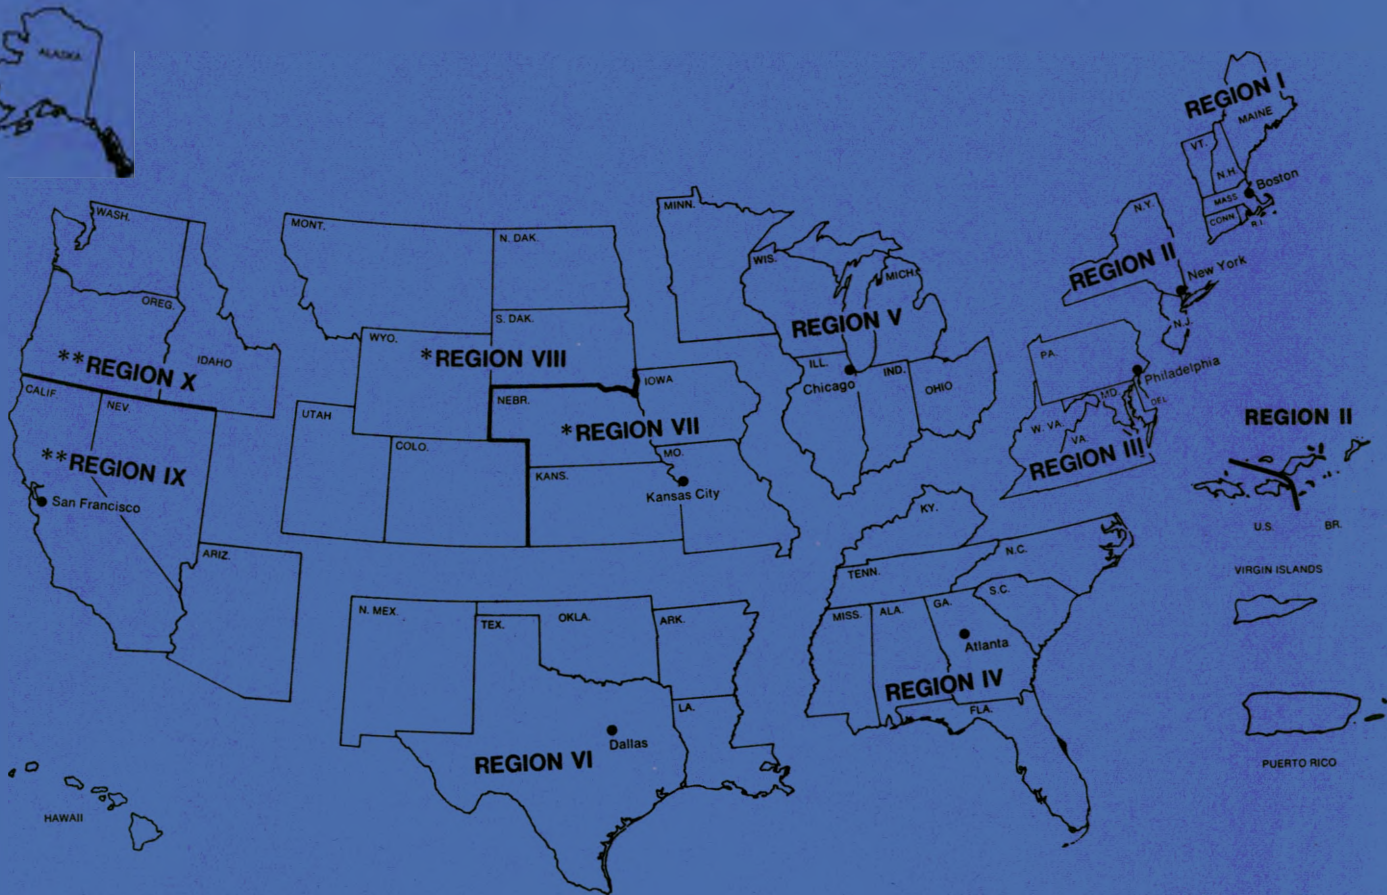 ALASKA
REGION I
MAINE
VT.
N.H.
MASS.
Boston
CONN.
R.I.
N.Y.
REGION II
New York
N.J.
WASH.
OREG.
IDAHO
**REGION X
MONT.
N. DAK.
S. DAK.
WYO.
*REGION VIII
UTAH
COLO.
MINN.
WIS.
MICH.
REGION V
ILL.
IND.
OHIO
Chicago
PA.
Philadelphia
MD.
DEL.
W. VA.
VA.
REGION III
CALIF
NEV.
**REGION IX
San Francisco
ARIZ.
IOWA
NEBR.
*REGION VII
KANS.
MO.
Kansas City
REGION II
U.S.
BR.
VIRGIN ISLANDS
PUERTO RICO
KY.
TENN.
N.C.
S.C.
MISS.
ALA.
GA.
Atlanta
REGION IV
FLA.
N. MEX.
TEX.
OKLA.
ARK.
LA.
Dallas
REGION VI
HAWAII